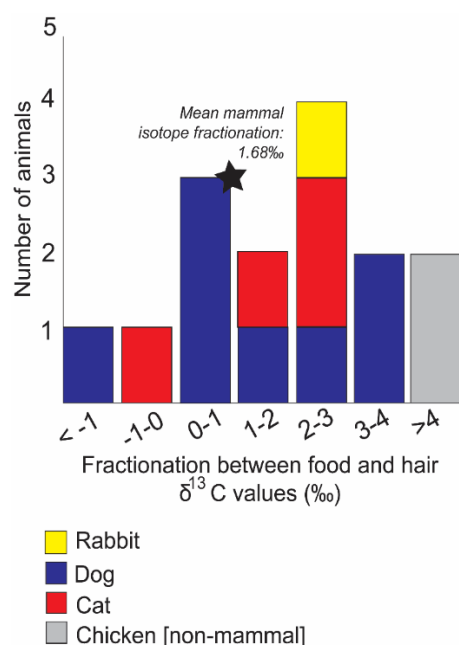 5
Mean mammal
isotope fractionation:
1.68‰
4
3
2
1
Number of animals
< -1
-1-0
0-1
1-2
2-3
3-4
>4
Fractionation between food and hair
δ¹³ C values (‰)
Rabbit
Dog
Cat
Chicken [non-mammal]